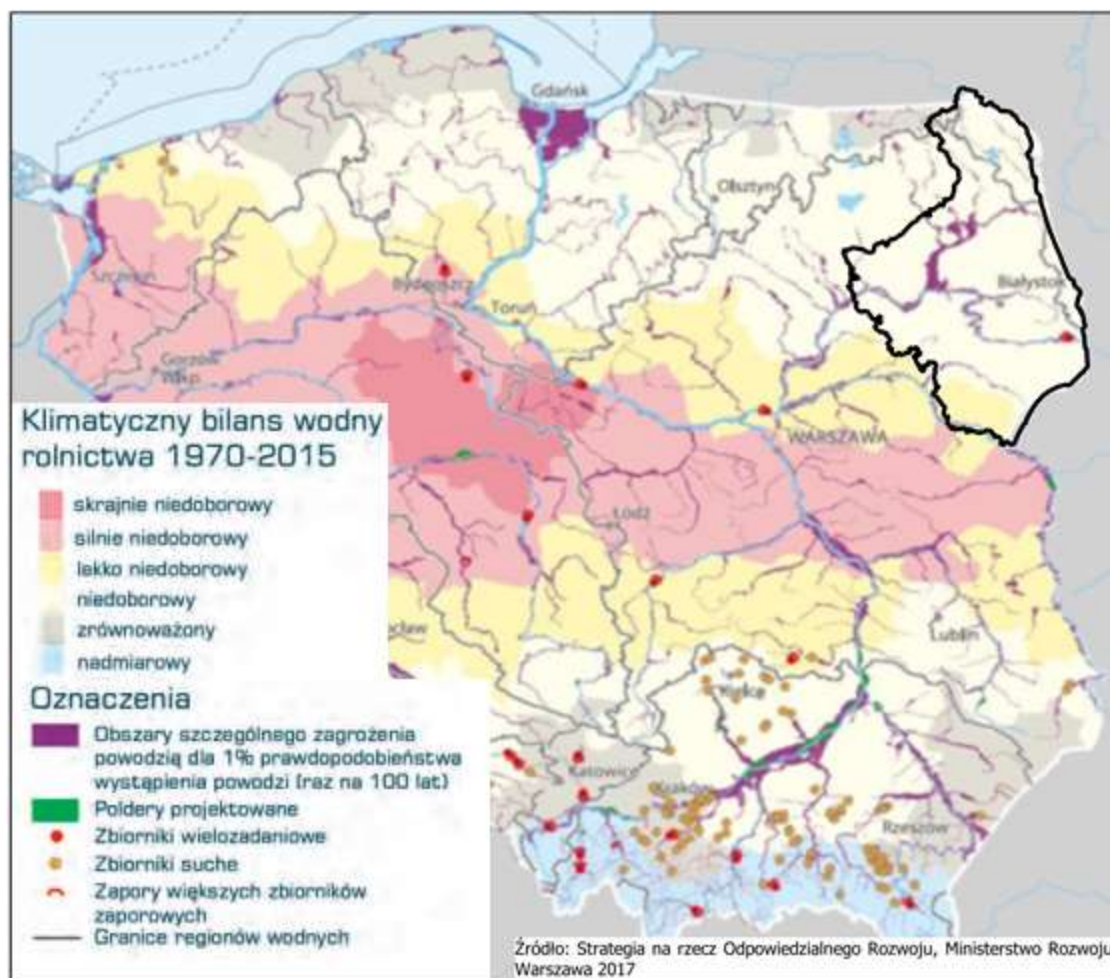 Gdańsk
Olsztyn
Białystok
Szczecin
Bydgoszcz
Toruń
Gorzów
Wlkp.
WARSZAWA
Łódź
Lublin
Kielce
Katowice
Kraków
Rzeszów
Klimatyczny bilans wodny
rolnictwa 1970-2015
skrajnie niedoborowy
silnie niedoborowy
lekko niedoborowy
niedoborowy
zrównoważony
nadmiarowy
Oznaczenia
Obszary szczególnego zagrożenia
powodzią dla 1% prawdopodobieństwa
wystąpienia powodzi (raz na 100 lat)
Poldery projektowane
Zbiorniki wielozadaniowe
Zbiorniki suche
Zapory większych zbiorników
zaporowych
Granice regionów wodnych
Źródło: Strategia na rzecz Odpowiedzialnego Rozwoju, Ministerstwo Rozwoju
Warszawa 2017